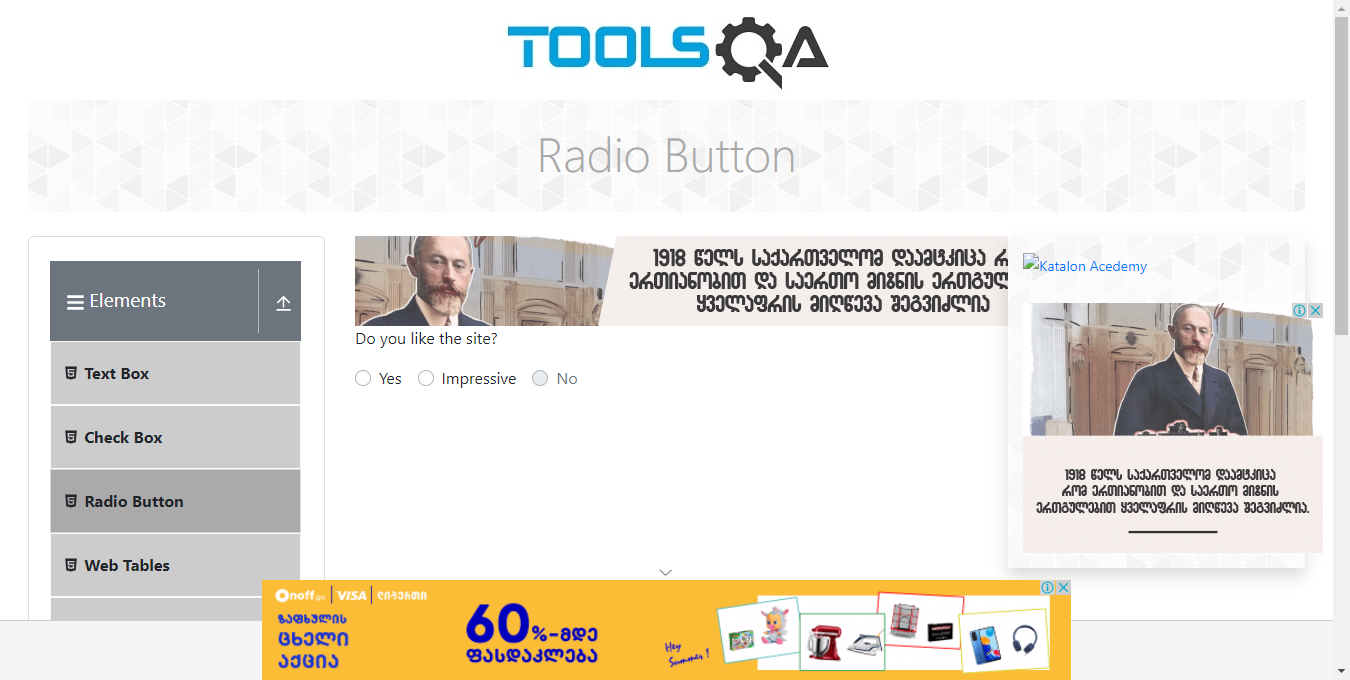 TOOLSQA
Radio Button
Elements
Text Box
Check Box
Radio Button
Web Tables
1918 წელს საქართველომ დაამტკიცა რ
ერთიანობით და საერთო მიზნის ერთგულ
ყველაფრის მიღწევა შეგვიძლია
Do you like the site?
Yes
Impressive
No
Katalon Acedemy
1918 წელს საქართველომ დაამტკიცა
რომ ერთიანობით და საერთო მიზნის
ერთგულებით ყველაფრის მიღწევა შეგვიძლია.
onoff.ge VISA ლიბერთი
ზაფხულის
ცხელი
აქცია
60%-მდე
ფასდაკლება
Hey
Summer!